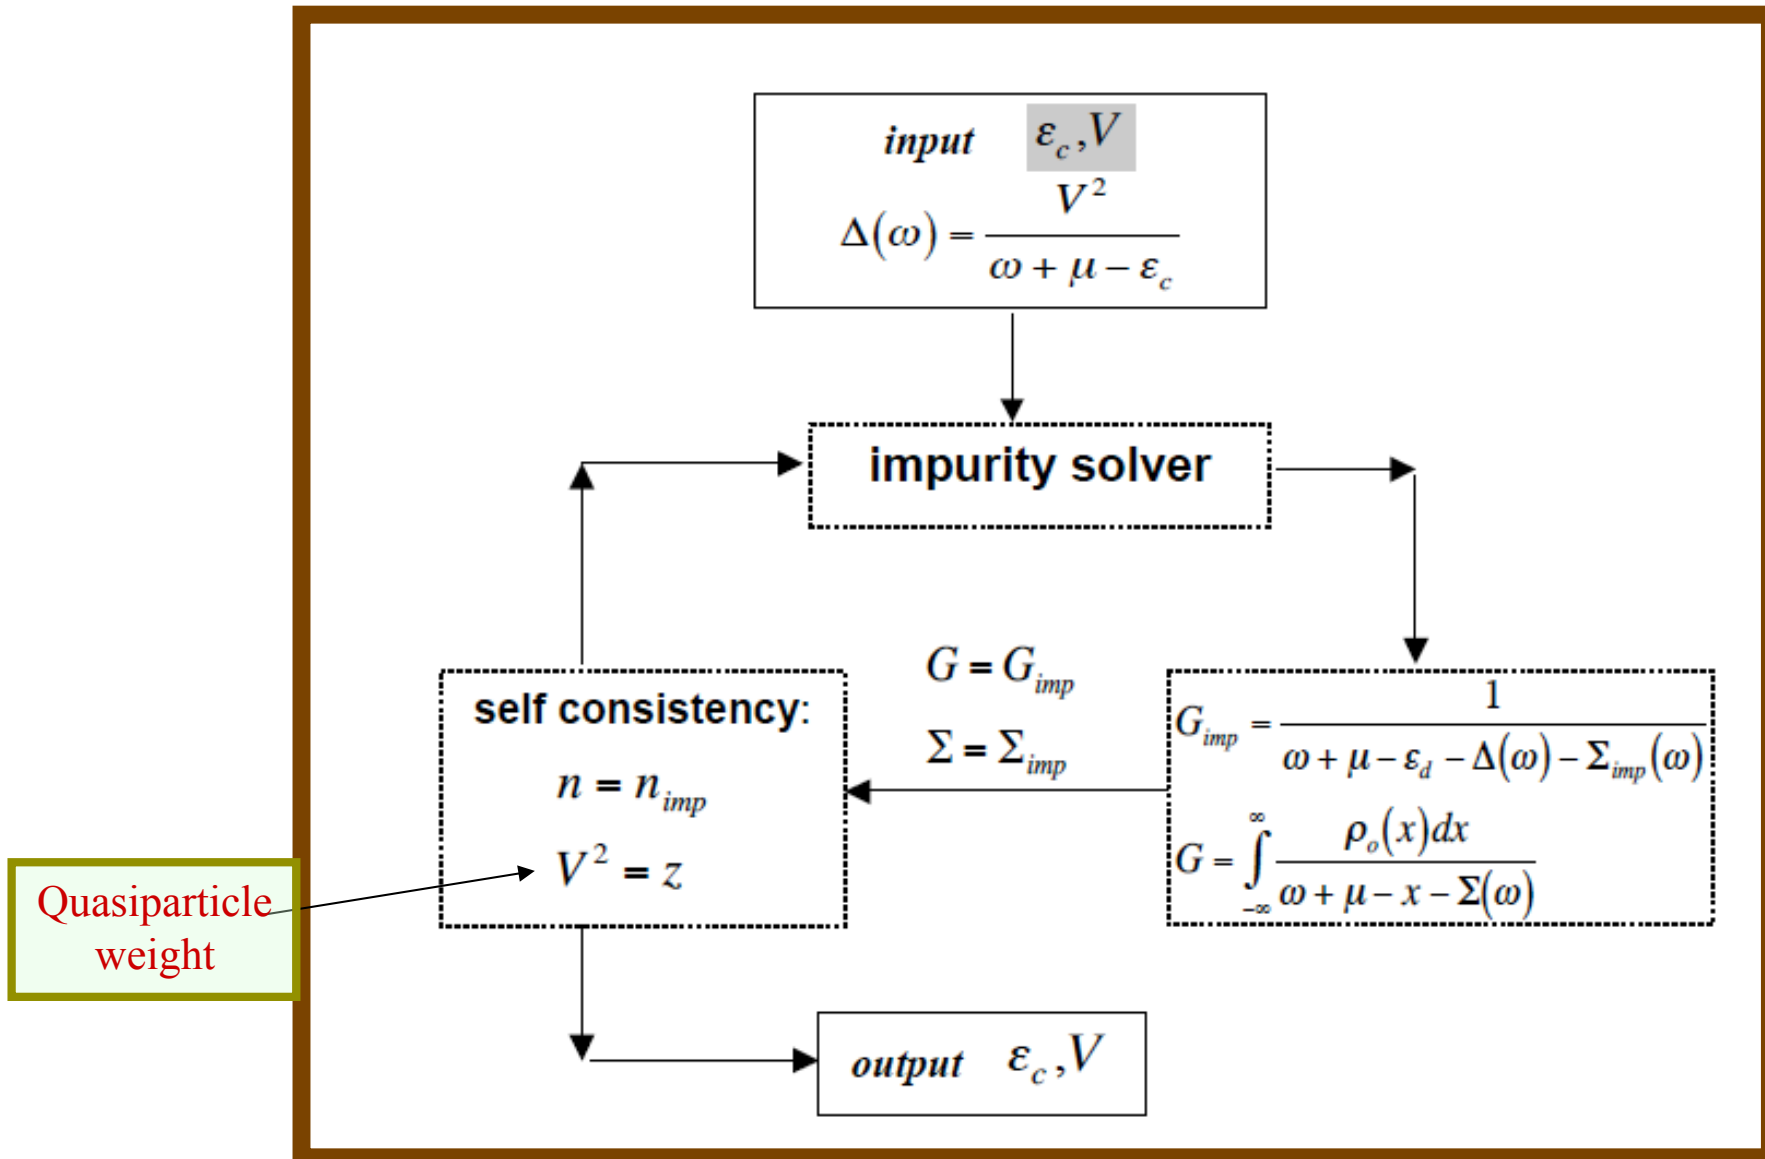 input ε_c, V
Δ(ω) = V² / (ω + μ − ε_c)
impurity solver
G = G_imp
Σ = Σ_imp
self consistency:
n = n_imp
V² = z
G_imp = 1 / (ω + μ − ε_d − Δ(ω) − Σ_imp(ω))
G = ∫_{−∞}^{∞} ρ_o(x)dx / (ω + μ − x − Σ(ω))
Quasiparticle
weight
output ε_c, V